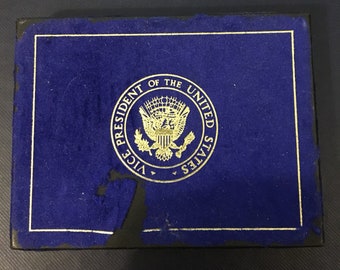 VICE PRESIDENT OF THE UNITED STATES